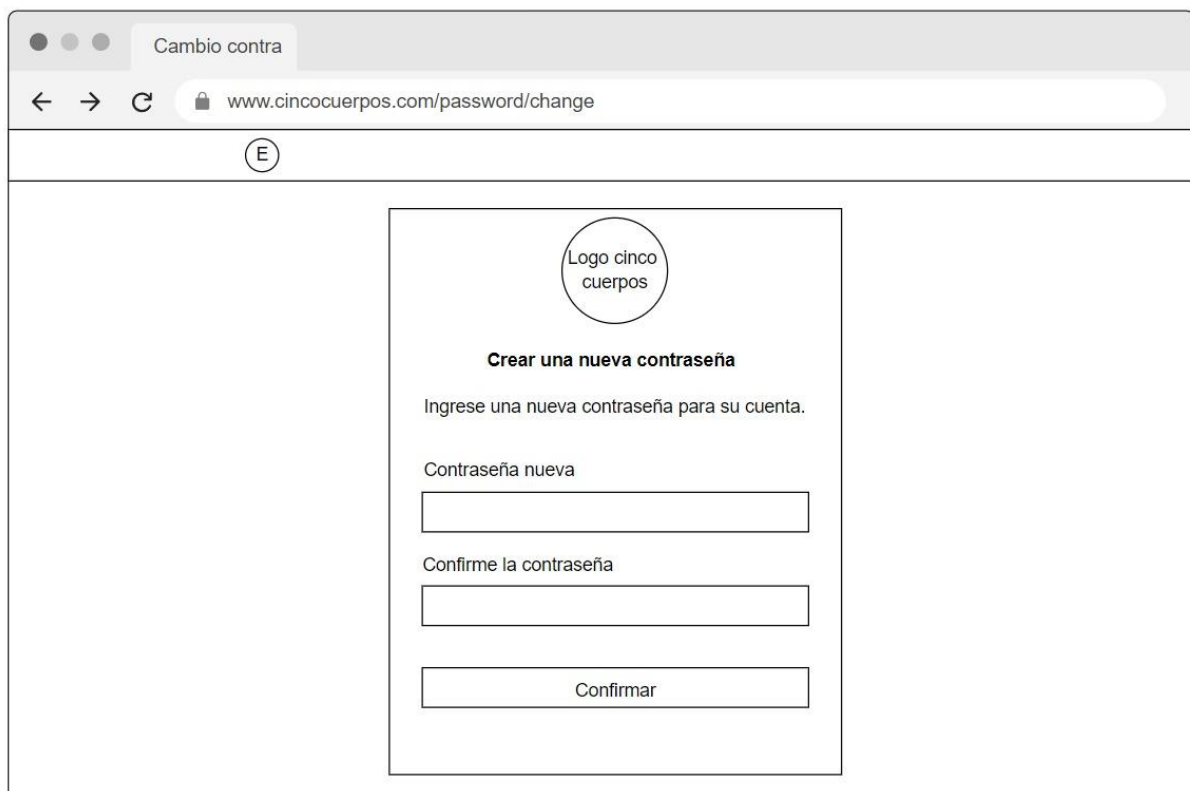 Cambio contra
www.cincocuerpos.com/password/change
E
Logo cinco
cuerpos
Crear una nueva contraseña
Ingrese una nueva contraseña para su cuenta.
Contraseña nueva
Confirme la contraseña
Confirmar